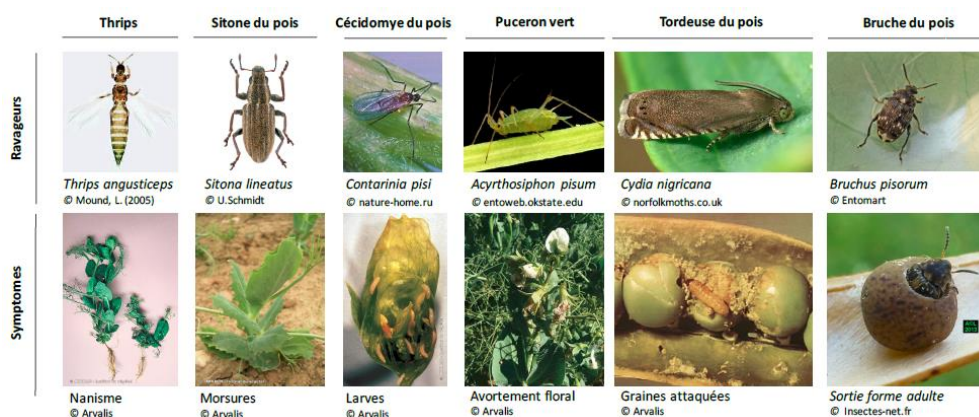 Thrips
Sitone du pois
Cécidomye du pois
Puceron vert
Tordeuse du pois
Bruche du pois
Ravageurs
Thrips angusticeps
© Mound, L. (2005)
Sitona lineatus
© U.Schmidt
Contarinia pisi
© nature-home.ru
Acyrthosiphon pisum
© entoweb.okstate.edu
Cydia nigricana
© norfolkmoths.co.uk
Bruchus pisorum
© Entomart
Symptomes
Nanisme
© Arvalis
Morsures
© Arvalis
Larves
© Arvalis
Avortement floral
© Arvalis
Graines attaquées
© Arvalis
Sortie forme adulte
© Insectes-net.fr